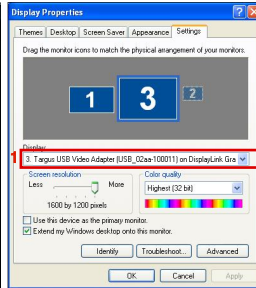 Display Properties
Themes Desktop Screen Saver Appearance Settings
Drag the monitor icons to match the physical arrangement of your monitors.
1 3 2
Display:
1
3. Targus USB Video Adapter (USB_02aa-100011) on DisplayLink Gra
Screen resolution
Less More
1600 by 1200 pixels
Color quality
Highest (32 bit)
Use this device as the primary monitor.
Extend my Windows desktop onto this monitor.
Identify Troubleshoot... Advanced
OK Cancel Apply